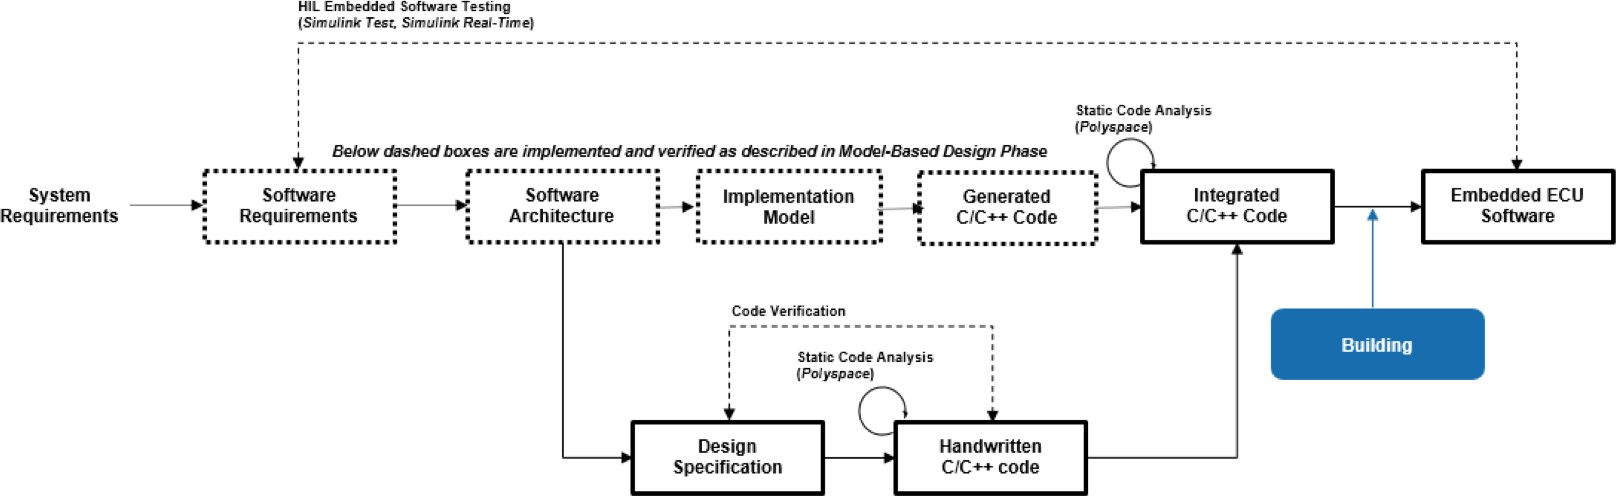 HIL Embedded Software Testing
(Simulink Test, Simulink Real-Time)
Static Code Analysis
(Polyspace)
Below dashed boxes are implemented and verified as described in Model-Based Design Phase
System
Requirements
Software
Requirements
Software
Architecture
Implementation
Model
Generated
C/C++ Code
Integrated
C/C++ Code
Embedded ECU
Software
Code Verification
Building
Static Code Analysis
(Polyspace)
Design
Specification
Handwritten
C/C++ code